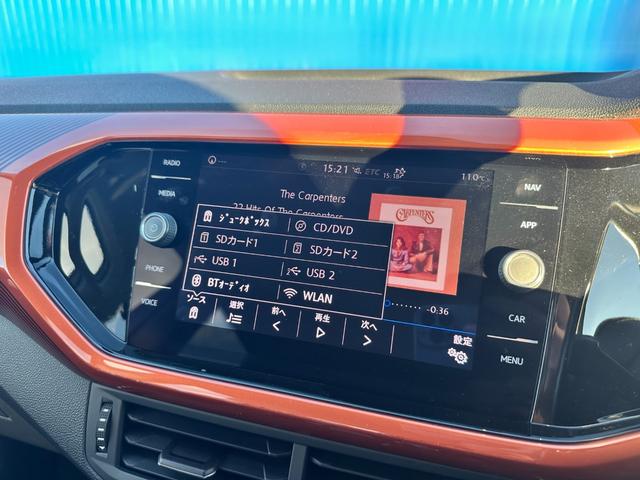 RADIO
MEDIA
PHONE
VOICE
15:21
ETC
15:18
110
The Carpenters
22 Hits Of The Carpenters
CARPENTERS
ｼﾞｭｰｸﾎﾞｯｸｽ
CD/DVD
SDカード1
SDカード2
USB 1
USB 2
BTｵｰﾃﾞｨｵ
WLAN
-0:36
ソース
選択
前へ
再生
次へ
設定
NAV
APP
CAR
MENU